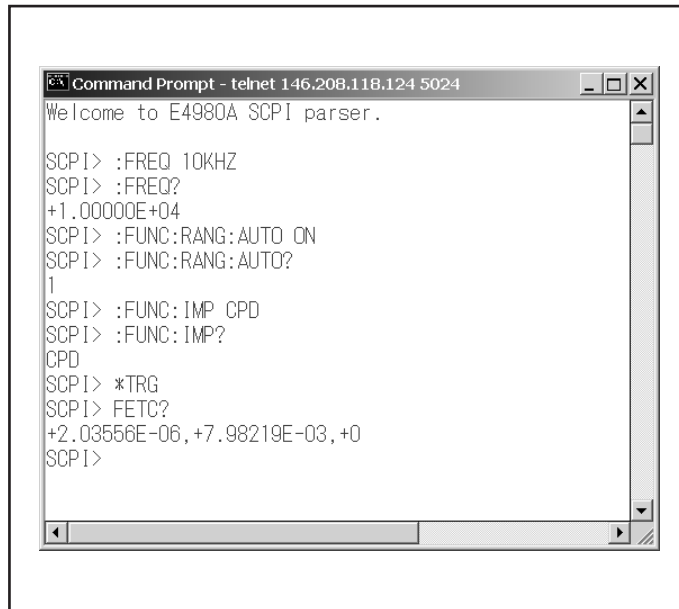 Command Prompt - telnet 146.208.118.124 5024
Welcome to E4980A SCPI parser.
SCPI> :FREQ 10KHZ
SCPI> :FREQ?
+1.00000E+04
SCPI> :FUNC:RANG:AUTO ON
SCPI> :FUNC:RANG:AUTO?
1
SCPI> :FUNC:IMP CPD
SCPI> :FUNC:IMP?
CPD
SCPI> *TRG
SCPI> FETC?
+2.03556E-06,+7.98219E-03,+0
SCPI>